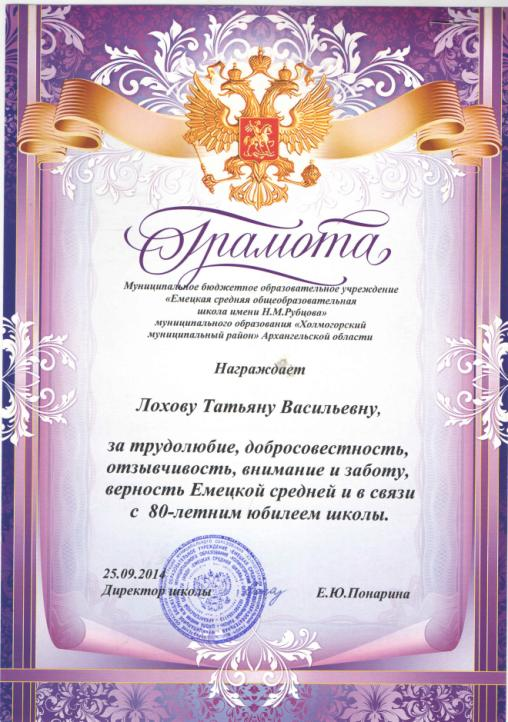 Грамота
Муниципальное бюджетное образовательное учреждение
«Емецкая средняя общеобразовательная
школа имени Н.М.Рубцова»
муниципального образования «Холмогорский
муниципальный район» Архангельской области
Награждает
Лохову Татьяну Васильевну,
за трудолюбие, добросовестность,
отзывчивость, внимание и заботу,
верность Емецкой средней и в связи
с 80-летним юбилеем школы.
25.09.2014
Директор школы Е.Ю.Понарина